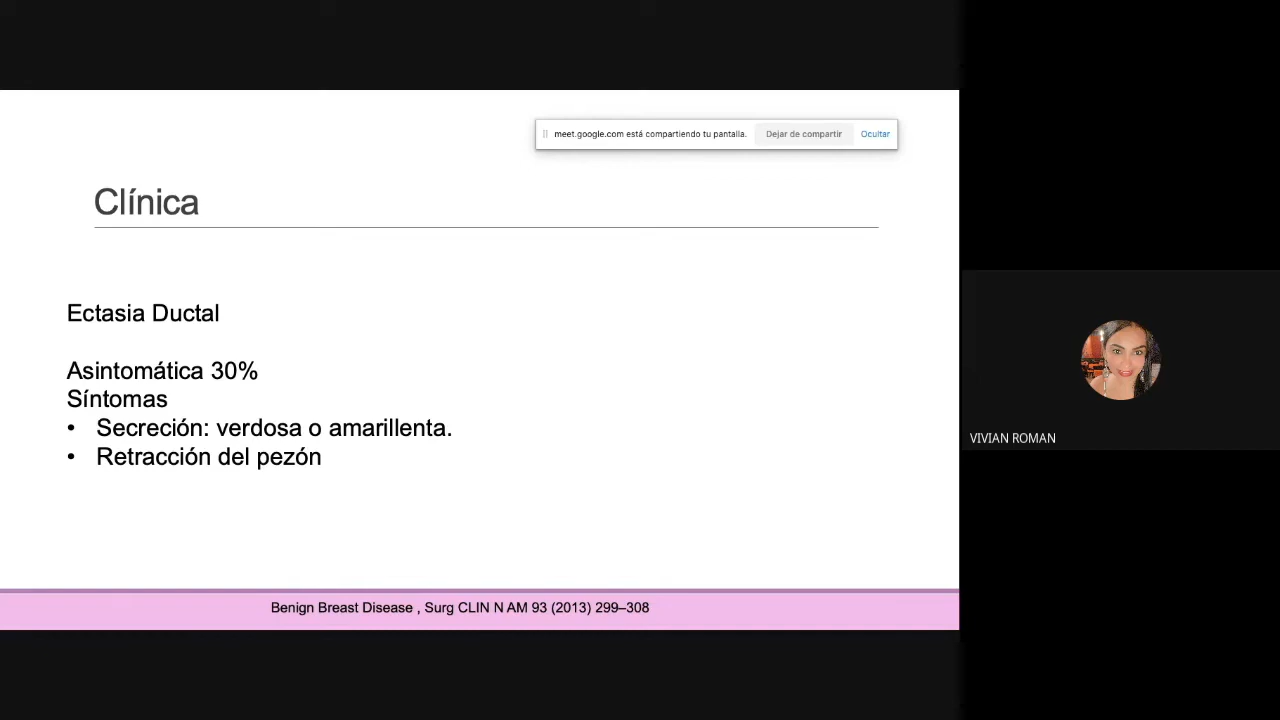 meet.google.com está compartiendo tu pantalla. Dejar de compartir Ocultar
Clínica
Ectasia Ductal
Asintomática 30%
Síntomas
• Secreción: verdosa o amarillenta.
• Retracción del pezón
VIVIAN ROMAN
Benign Breast Disease , Surg CLIN N AM 93 (2013) 299–308